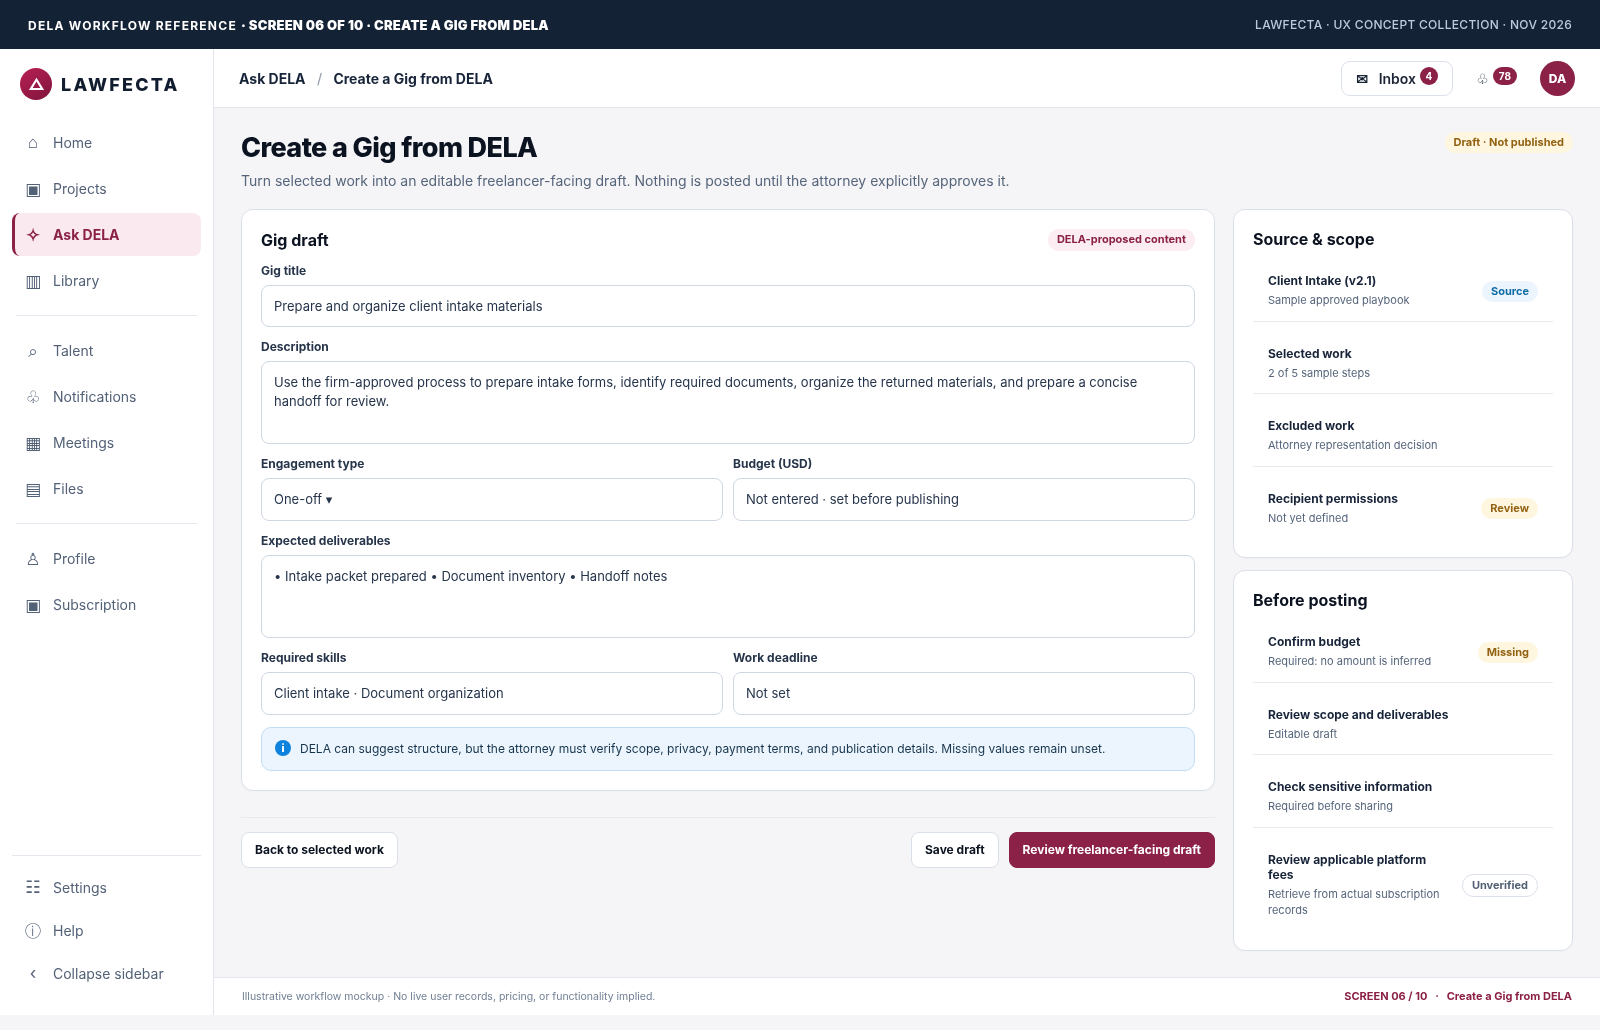 DELA WORKFLOW REFERENCE · SCREEN 06 OF 10 · CREATE A GIG FROM DELA
LAWFECTA · UX CONCEPT COLLECTION · NOV 2026
LAWFECTA
Home
Projects
Ask DELA
Library
Talent
Notifications
Meetings
Files
Profile
Subscription
Settings
Help
Collapse sidebar
Ask DELA / Create a Gig from DELA
Inbox 4
78
DA
Create a Gig from DELA
Draft · Not published
Turn selected work into an editable freelancer-facing draft. Nothing is posted until the attorney explicitly approves it.
Gig draft
DELA-proposed content
Gig title
Prepare and organize client intake materials
Description
Use the firm-approved process to prepare intake forms, identify required documents, organize the returned materials, and prepare a concise
handoff for review.
Engagement type
One-off ▾
Budget (USD)
Not entered · set before publishing
Expected deliverables
• Intake packet prepared • Document inventory • Handoff notes
Required skills
Client intake · Document organization
Work deadline
Not set
DELA can suggest structure, but the attorney must verify scope, privacy, payment terms, and publication details. Missing values remain unset.
Back to selected work
Save draft
Review freelancer-facing draft
Source & scope
Client Intake (v2.1)
Sample approved playbook
Source
Selected work
2 of 5 sample steps
Excluded work
Attorney representation decision
Recipient permissions
Not yet defined
Review
Before posting
Confirm budget
Required: no amount is inferred
Missing
Review scope and deliverables
Editable draft
Check sensitive information
Required before sharing
Review applicable platform
fees
Retrieve from actual subscription
records
Unverified
Illustrative workflow mockup · No live user records, pricing, or functionality implied.
SCREEN 06 / 10 · Create a Gig from DELA